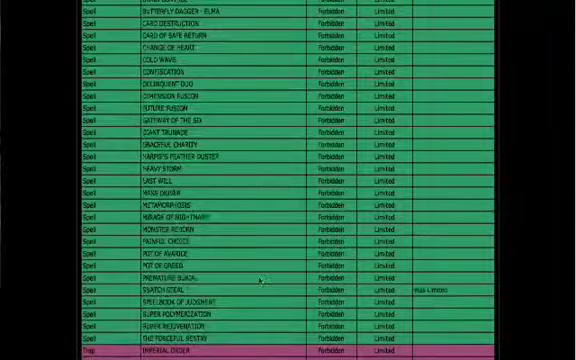 Spell BUTTERFLY DAGGER - ELMA Forbidden Limited
Spell CARD DESTRUCTION Forbidden Limited
Spell CARD OF SAFE RETURN Forbidden Limited
Spell CHANGE OF HEART Forbidden Limited
Spell COLD WAVE Forbidden Limited
Spell CONFISCATION Forbidden Limited
Spell DELINQUENT DUO Forbidden Limited
Spell DIMENSION FUSION Forbidden Limited
Spell FUTURE FUSION Forbidden Limited
Spell GATEWAY OF THE SIX Forbidden Limited
Spell GIANT TRUNADE Forbidden Limited
Spell GRACEFUL CHARITY Forbidden Limited
Spell HARPIE'S FEATHER DUSTER Forbidden Limited
Spell HEAVY STORM Forbidden Limited
Spell LAST WILL Forbidden Limited
Spell MASS DRIVER Forbidden Limited
Spell METAMORPHOSIS Forbidden Limited
Spell MIRAGE OF NIGHTMARE Forbidden Limited
Spell MONSTER REBORN Forbidden Limited
Spell PAINFUL CHOICE Forbidden Limited
Spell POT OF AVARICE Forbidden Limited
Spell POT OF GREED Forbidden Limited
Spell PREMATURE BURIAL Forbidden Limited
Spell SNATCH STEAL Forbidden Limited Was Limited
Spell SPELLBOOK OF JUDGMENT Forbidden Limited
Spell SUPER POLYMERIZATION Forbidden Limited
Spell SUPER REJUVENATION Forbidden Limited
Spell THE FORCEFUL SENTRY Forbidden Limited
Trap IMPERIAL ORDER Forbidden Limited